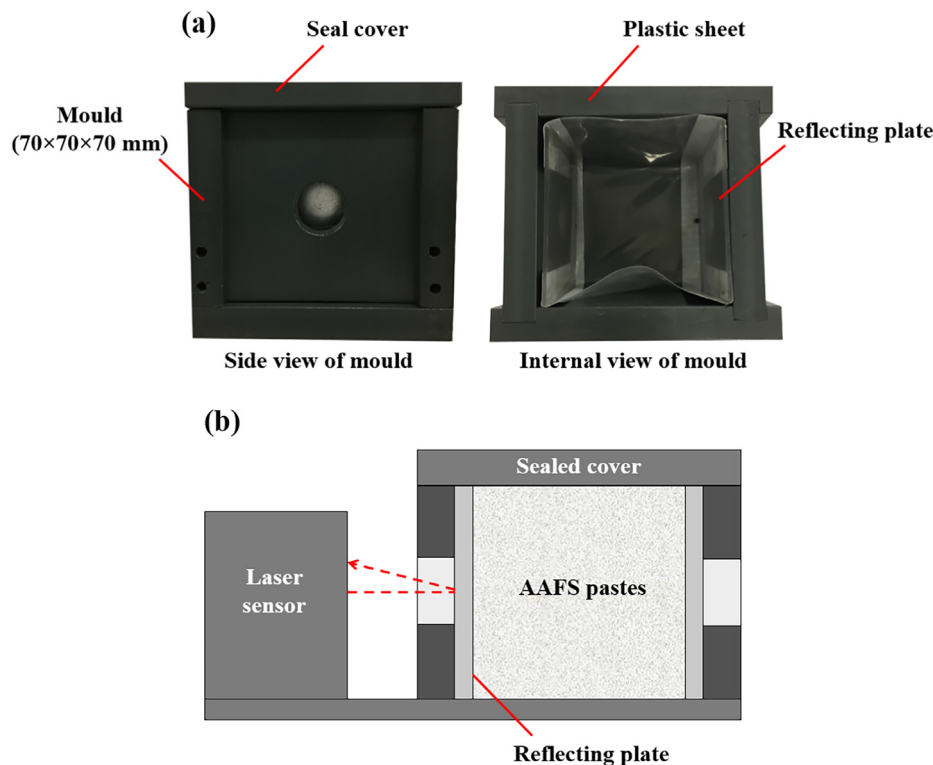 (a)
Seal cover
Plastic sheet
Mould
(70×70×70 mm)
Reflecting plate
Side view of mould
Internal view of mould
(b)
Sealed cover
Laser
sensor
AAFS pastes
Reflecting plate